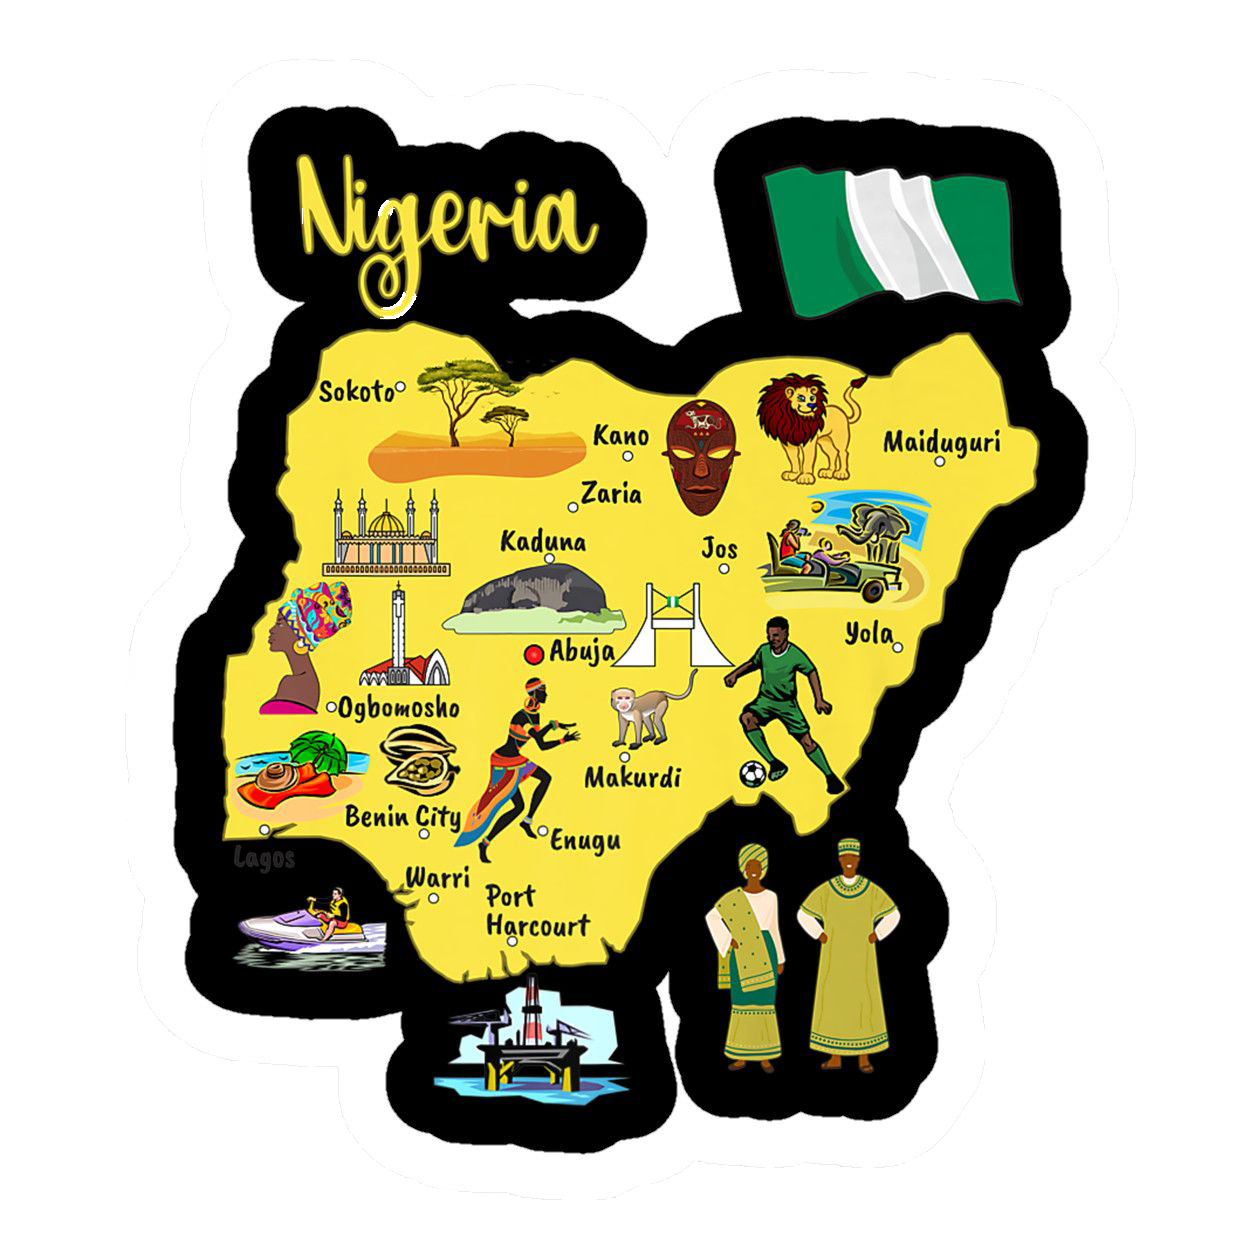 Nigeria
Sokoto
Kano
Maiduguri
Zaria
Kaduna
Jos
Yola
Abuja
Ogbomosho
Makurdi
Benin City
Enugu
Lagos
Warri
Port
Harcourt